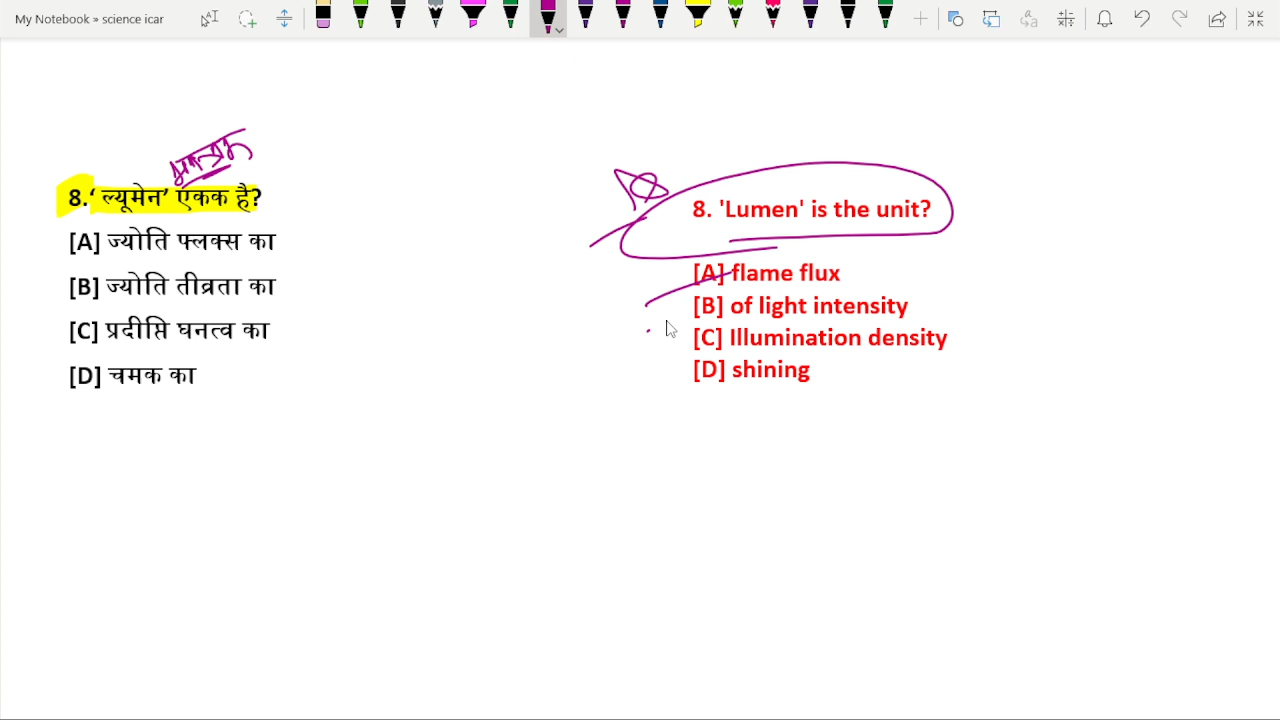 My Notebook » science icar
8.‘ ल्यूमेन’ एकक है?
[A] ज्योति फ्लक्स का
[B] ज्योति तीव्रता का
[C] प्रदीप्ति घनत्व का
[D] चमक का
8. 'Lumen' is the unit?
[A] flame flux
[B] of light intensity
[C] Illumination density
[D] shining